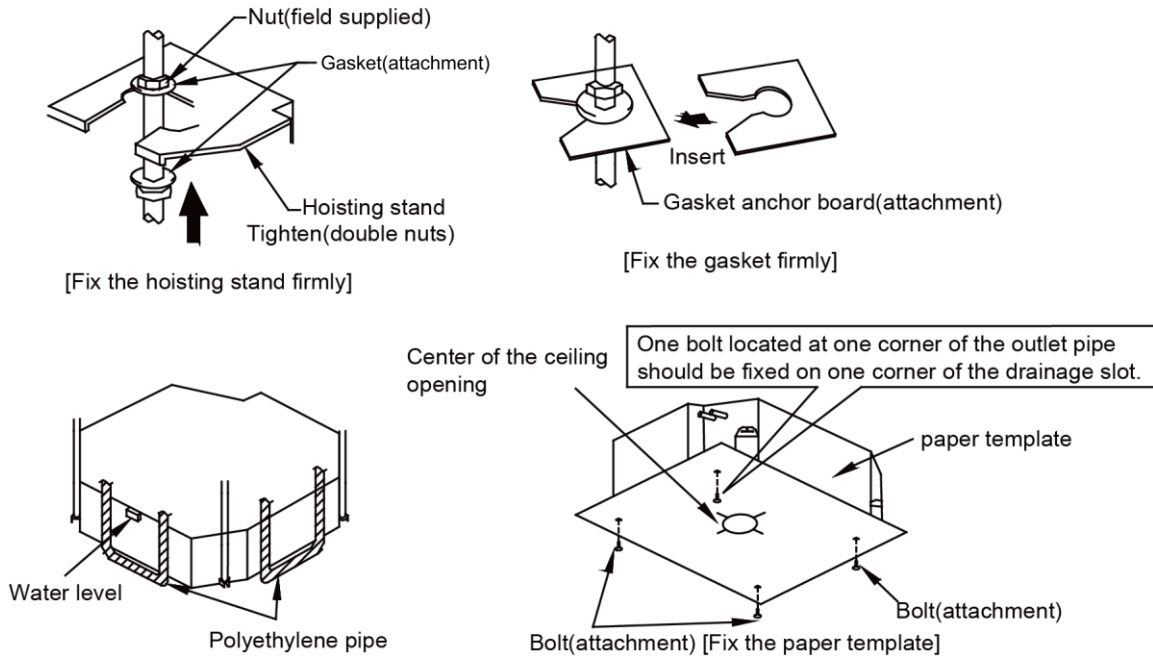 Nut(field supplied)
Gasket(attachment)
Hoisting stand
Tighten(double nuts)
[Fix the hoisting stand firmly]
Insert
Gasket anchor board(attachment)
[Fix the gasket firmly]
Water level
Polyethylene pipe
Center of the ceiling
opening
One bolt located at one corner of the outlet pipe
should be fixed on one corner of the drainage slot.
paper template
Bolt(attachment)
Bolt(attachment) [Fix the paper template]